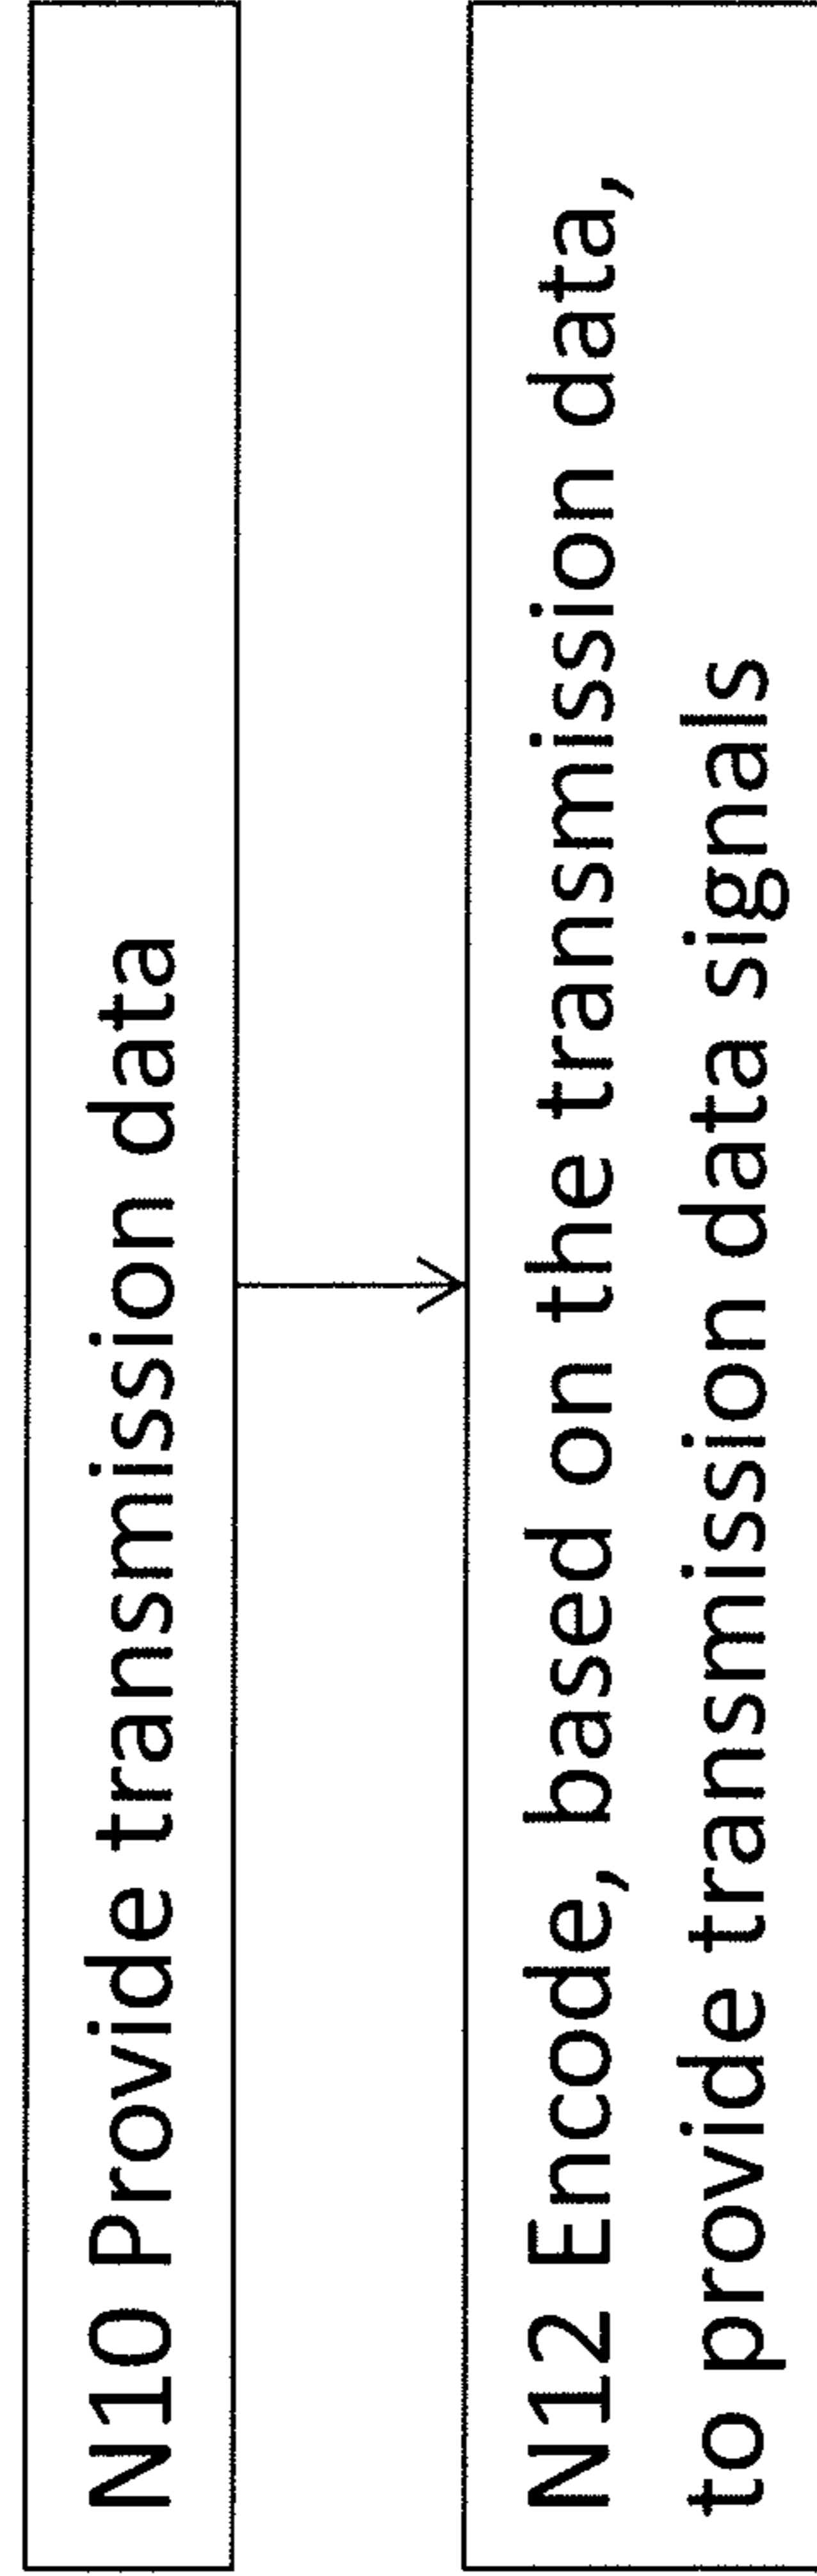 N10 Provide transmission data
N12 Encode, based on the transmission data,
to provide transmission data signals